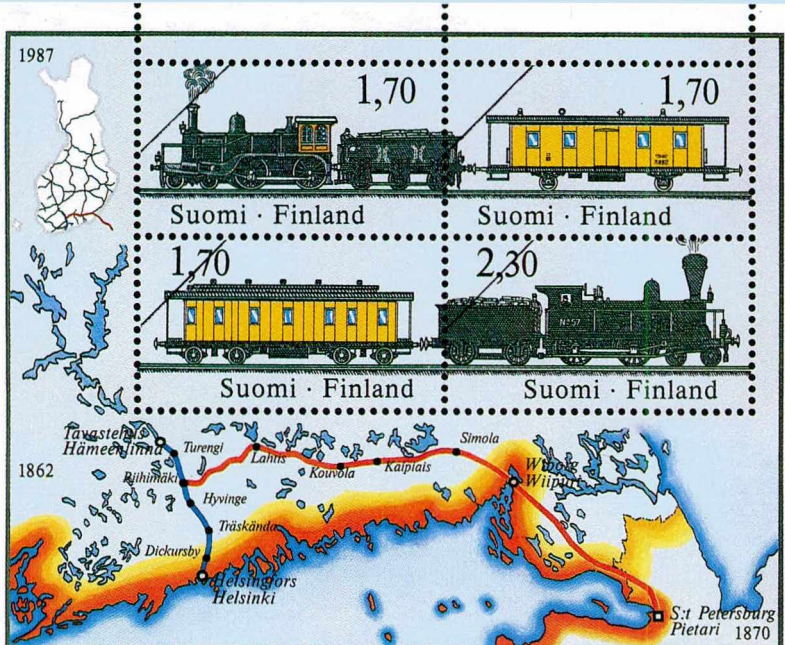 1987
1,70
1,70
Suomi · Finland
Suomi · Finland
1,70
2,30
Nº57
Suomi · Finland
Suomi · Finland
Tavastehus
Hämeenlinna
Turengi
Lahtis
Simola
Kouvola
Kaipiais
Wiborg
Wiipuri
1862
Riihimäki
Hyvinge
Träskända
Dickursby
Helsingfors
Helsinki
S:t Petersburg
Pietari
1870